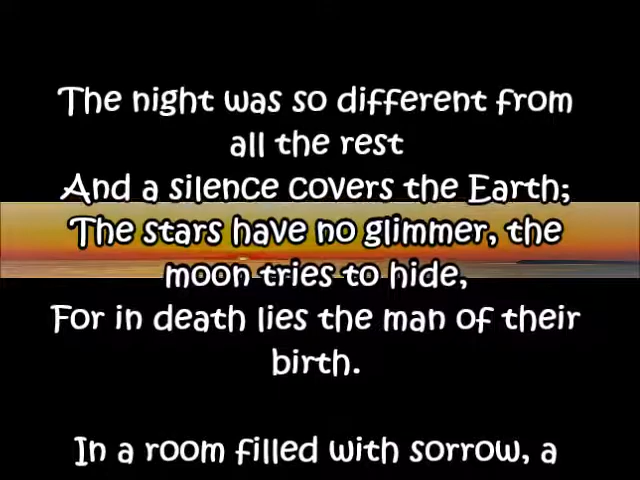 The night was so different from
all the rest
And a silence covers the Earth;
The stars have no glimmer, the
moon tries to hide,
For in death lies the man of their
birth.
In a room filled with sorrow, a